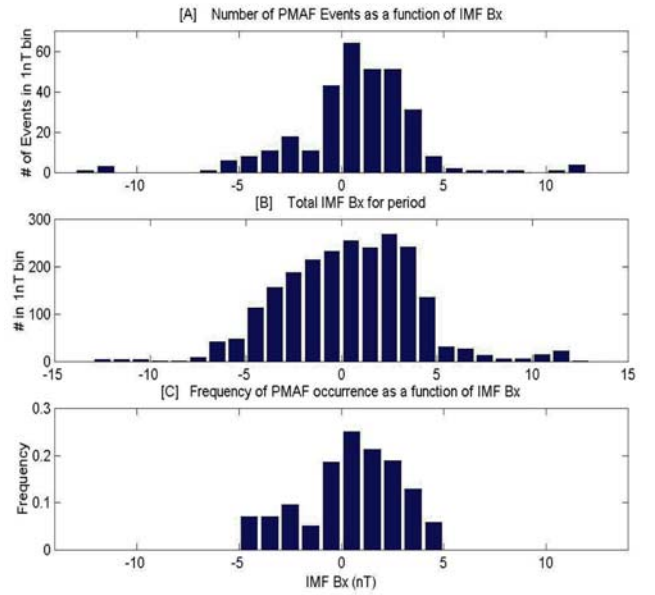 [A] Number of PMAF Events as a function of IMF Bx
# of Events in 1nT bin
60
40
20
0
-10 -5 0 5 10
[B] Total IMF Bx for period
# in 1nT bin
300
200
100
0
-15 -10 -5 0 5 10 15
[C] Frequency of PMAF occurrence as a function of IMF Bx
Frequency
0.3
0.2
0.1
0
-10 -5 0 5 10
IMF Bx (nT)